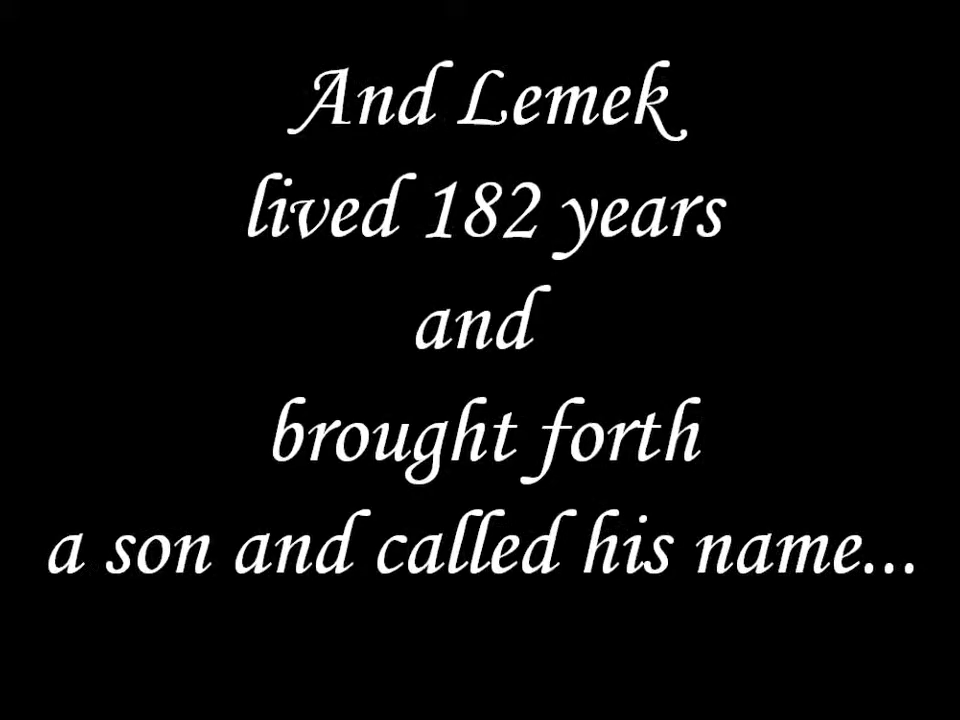 And Lemek
lived 182 years
and
brought forth
a son and called his name...